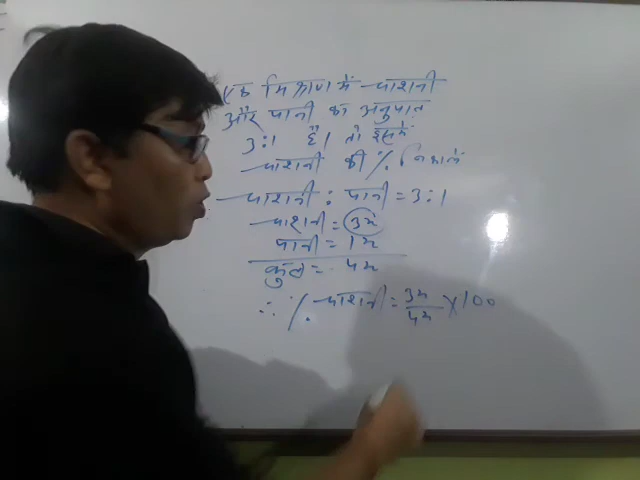 एक मिश्रण में चाशनी
और पानी का अनुपात
3:1 है। तो इसमें
चाशनी की % निकालें
चाशनी : पानी = 3:1
चाशनी = 3x
पानी = 1x
कुल = 4x
∴ % चाशनी = 3x/4x × 100